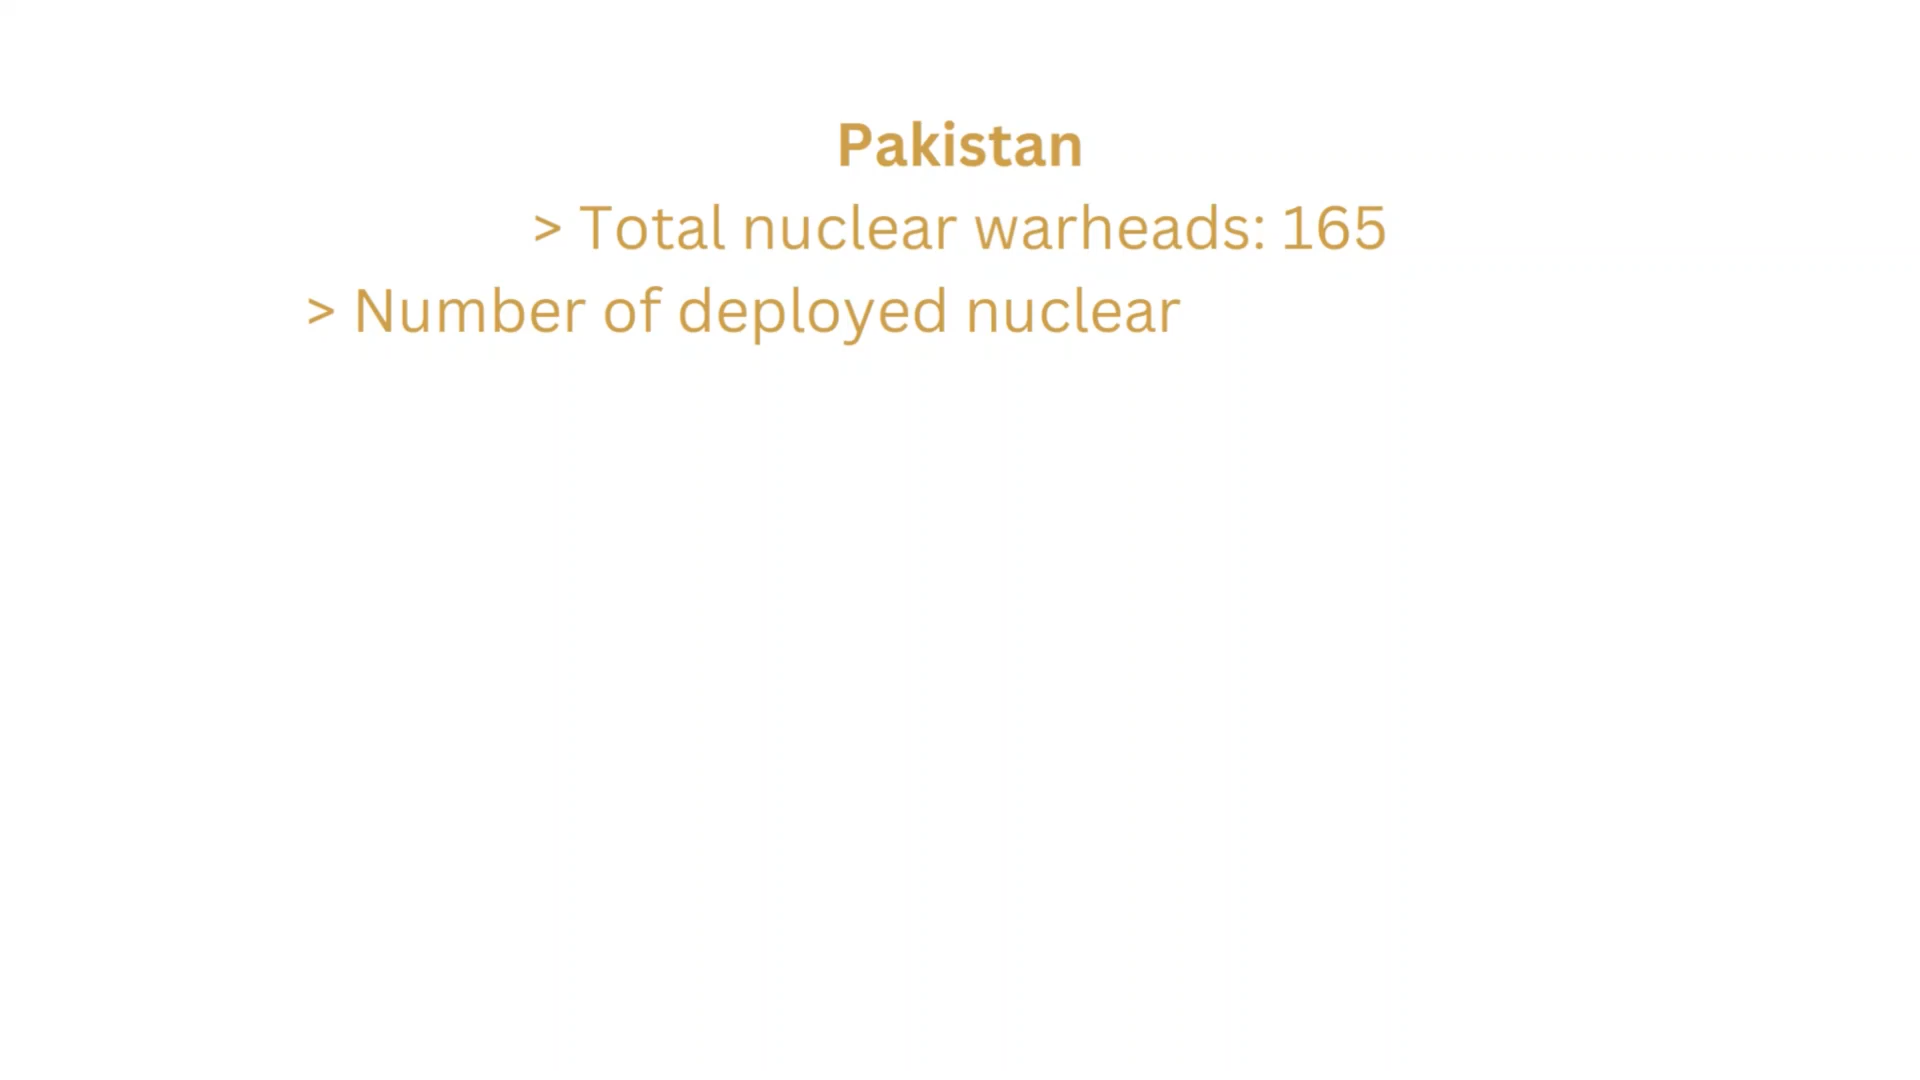 Pakistan
> Total nuclear warheads: 165
> Number of deployed nuclear